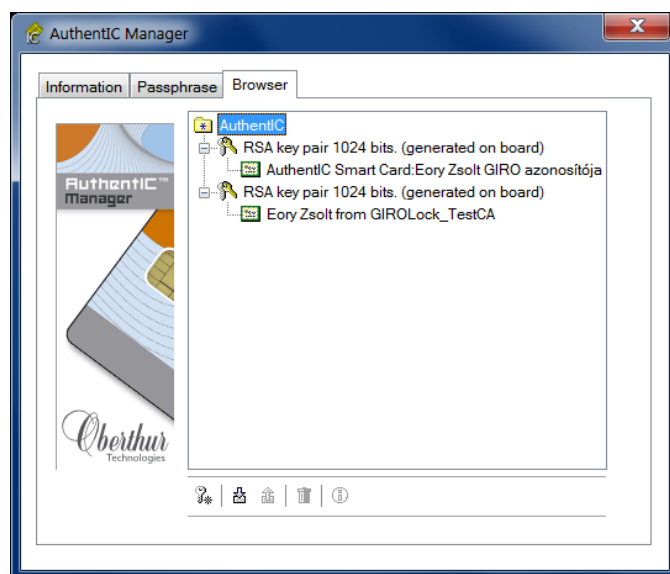 AuthentIC Manager
Information Passphrase Browser
AuthentIC
RSA key pair 1024 bits. (generated on board)
AuthentIC Smart Card:Eory Zsolt GIRO azonosítója
RSA key pair 1024 bits. (generated on board)
Eory Zsolt from GIROLock_TestCA
AuthentIC™
Manager
Oberthur
Technologies